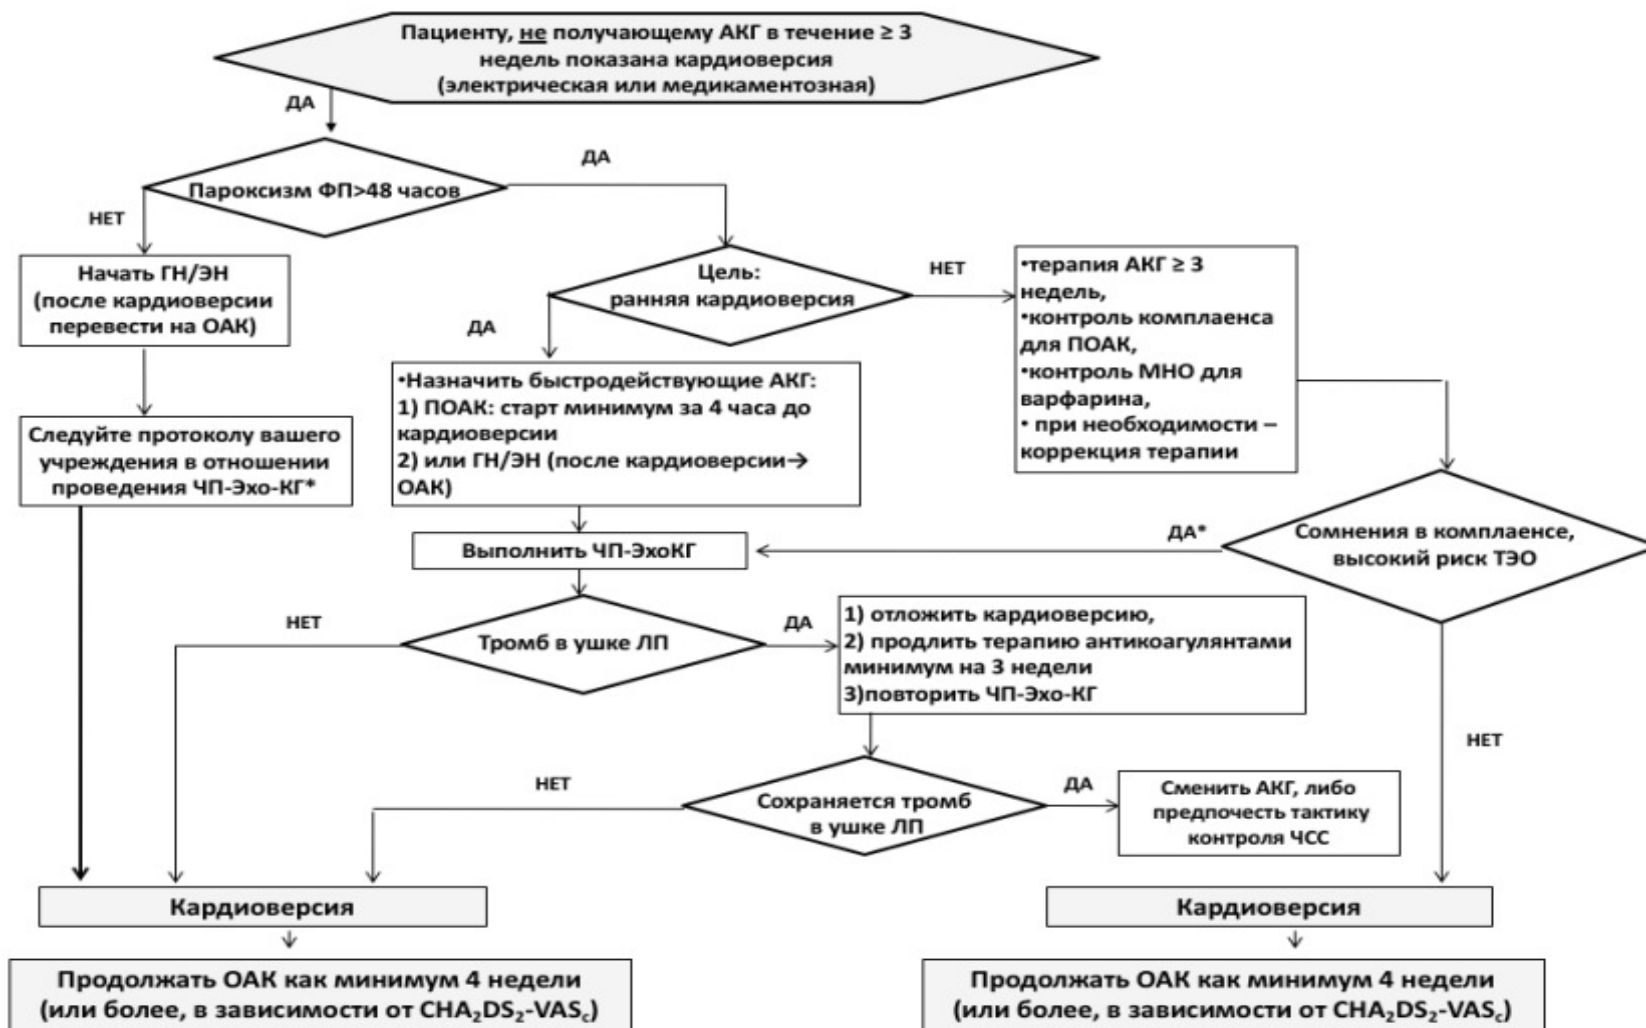 Пациенту, не получающему АКГ в течение ≥ 3
недель показана кардиоверсия
(электрическая или медикаментозная)
ДА
ДА
Пароксизм ФП>48 часов
НЕТ
Начать ГН/ЭН
(после кардиоверсии
перевести на ОАК)
Цель:
ранняя кардиоверсия
НЕТ
ДА
•терапия АКГ ≥ 3
недель,
•контроль комплаенса
для ПОАК,
•контроль МНО для
варфарина,
• при необходимости –
коррекция терапии
Следуйте протоколу вашего
учреждения в отношении
проведения ЧП-Эхо-КГ*
•Назначить быстродействующие АКГ:
1) ПОАК: старт минимум за 4 часа до
кардиоверсии
2) или ГН/ЭН (после кардиоверсии→
ОАК)
Выполнить ЧП-ЭхоКГ
ДА*
Сомнения в комплаенсе,
высокий риск ТЭО
НЕТ
Тромб в ушке ЛП
ДА
1) отложить кардиоверсию,
2) продлить терапию антикоагулянтами
минимум на 3 недели
3)повторить ЧП-Эхо-КГ
НЕТ
НЕТ
Сохраняется тромб
в ушке ЛП
ДА
Сменить АКГ, либо
предпочесть тактику
контроля ЧСС
Кардиоверсия
Кардиоверсия
Продолжать ОАК как минимум 4 недели
(или более, в зависимости от CHA₂DS₂-VASc)
Продолжать ОАК как минимум 4 недели
(или более, в зависимости от CHA₂DS₂-VASc)